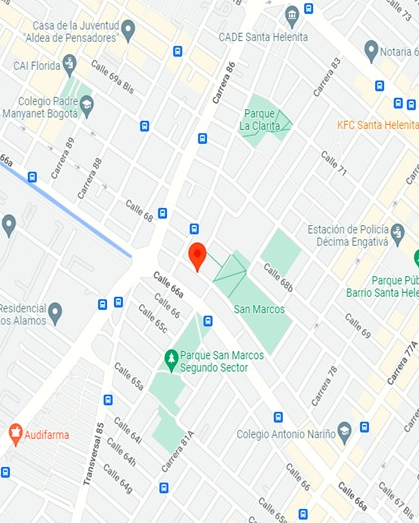 Casa de la Juventud
"Aldea de Pensadores"
CADE Santa Helenita
Carrera 73
Notaría 6
CAI Florida
Calle 69a Bis
Carrera 86
Carrera 83
Colegio Padre
Manyanet Bogotá
Parque
La Clarita
KFC Santa Helenita
Carrera 89
Carrera 88
66a
Calle 71
Calle 68
Estación de Policía
Décima Engativá
Calle 66a
Calle 68b
Parque Púb
Barrio Santa Hele
Residencial
os Alamos
Calle 66
San Marcos
Calle 65c
Calle 69
Parque San Marcos
Segundo Sector
Carrera 77A
Calle 65a
Carrera 78
Audifarma
Calle 64i
Colegio Antonio Nariño
Carrera 81A
Calle 64h
Transversal 85
Calle 64g
Calle 66
Calle 66a
Calle 67 Bis